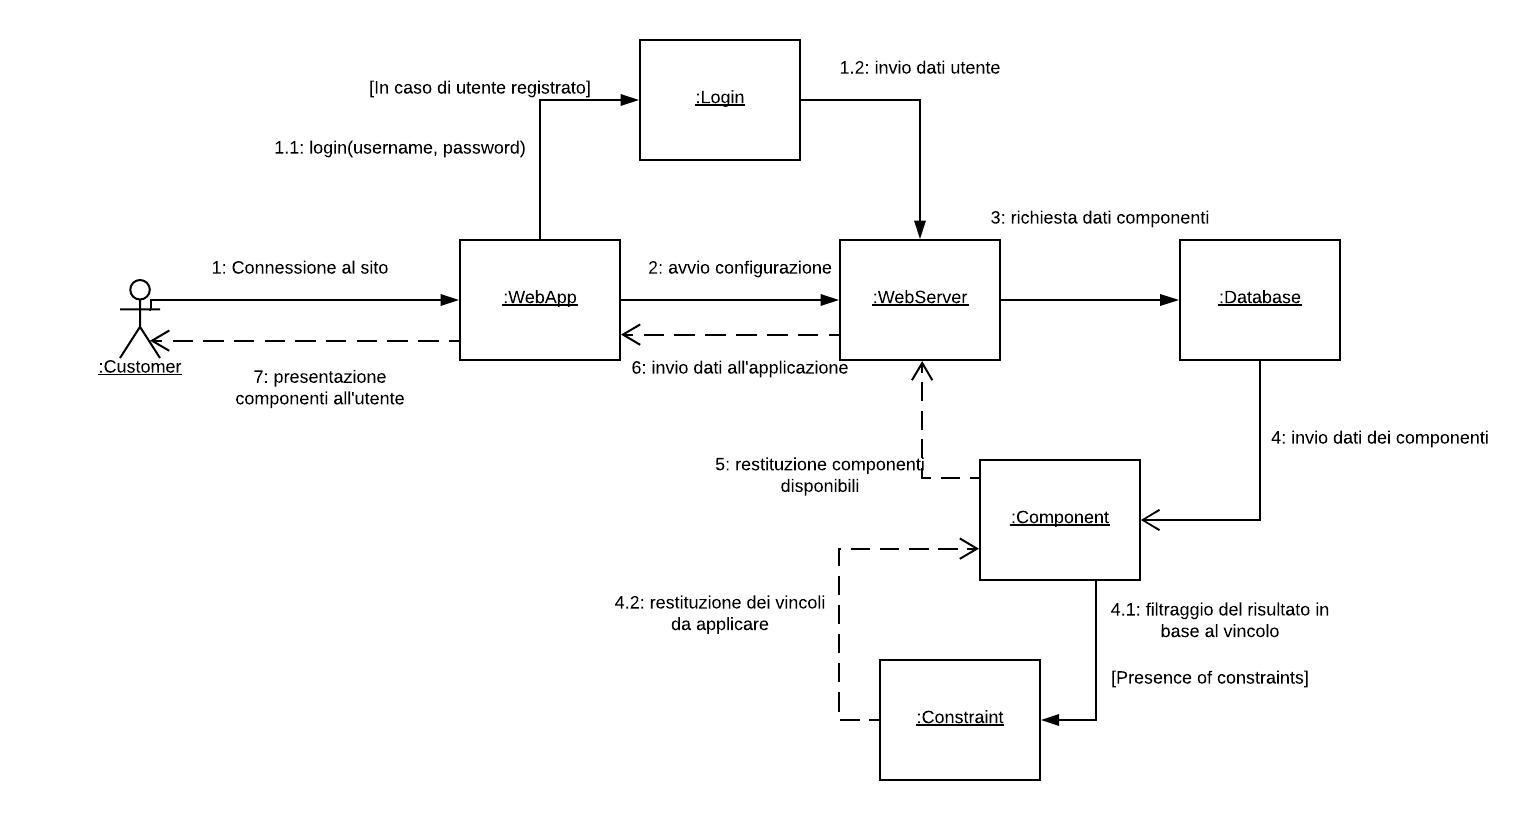 :Login
1.2: invio dati utente
[In caso di utente registrato]
1.1: login(username, password)
3: richiesta dati componenti
1: Connessione al sito
2: avvio configurazione
:WebApp
:WebServer
:Database
:Customer
6: invio dati all'applicazione
7: presentazione
componenti all'utente
4: invio dati dei componenti
5: restituzione componenti
disponibili
:Component
4.2: restituzione dei vincoli
da applicare
4.1: filtraggio del risultato in
base al vincolo
[Presence of constraints]
:Constraint